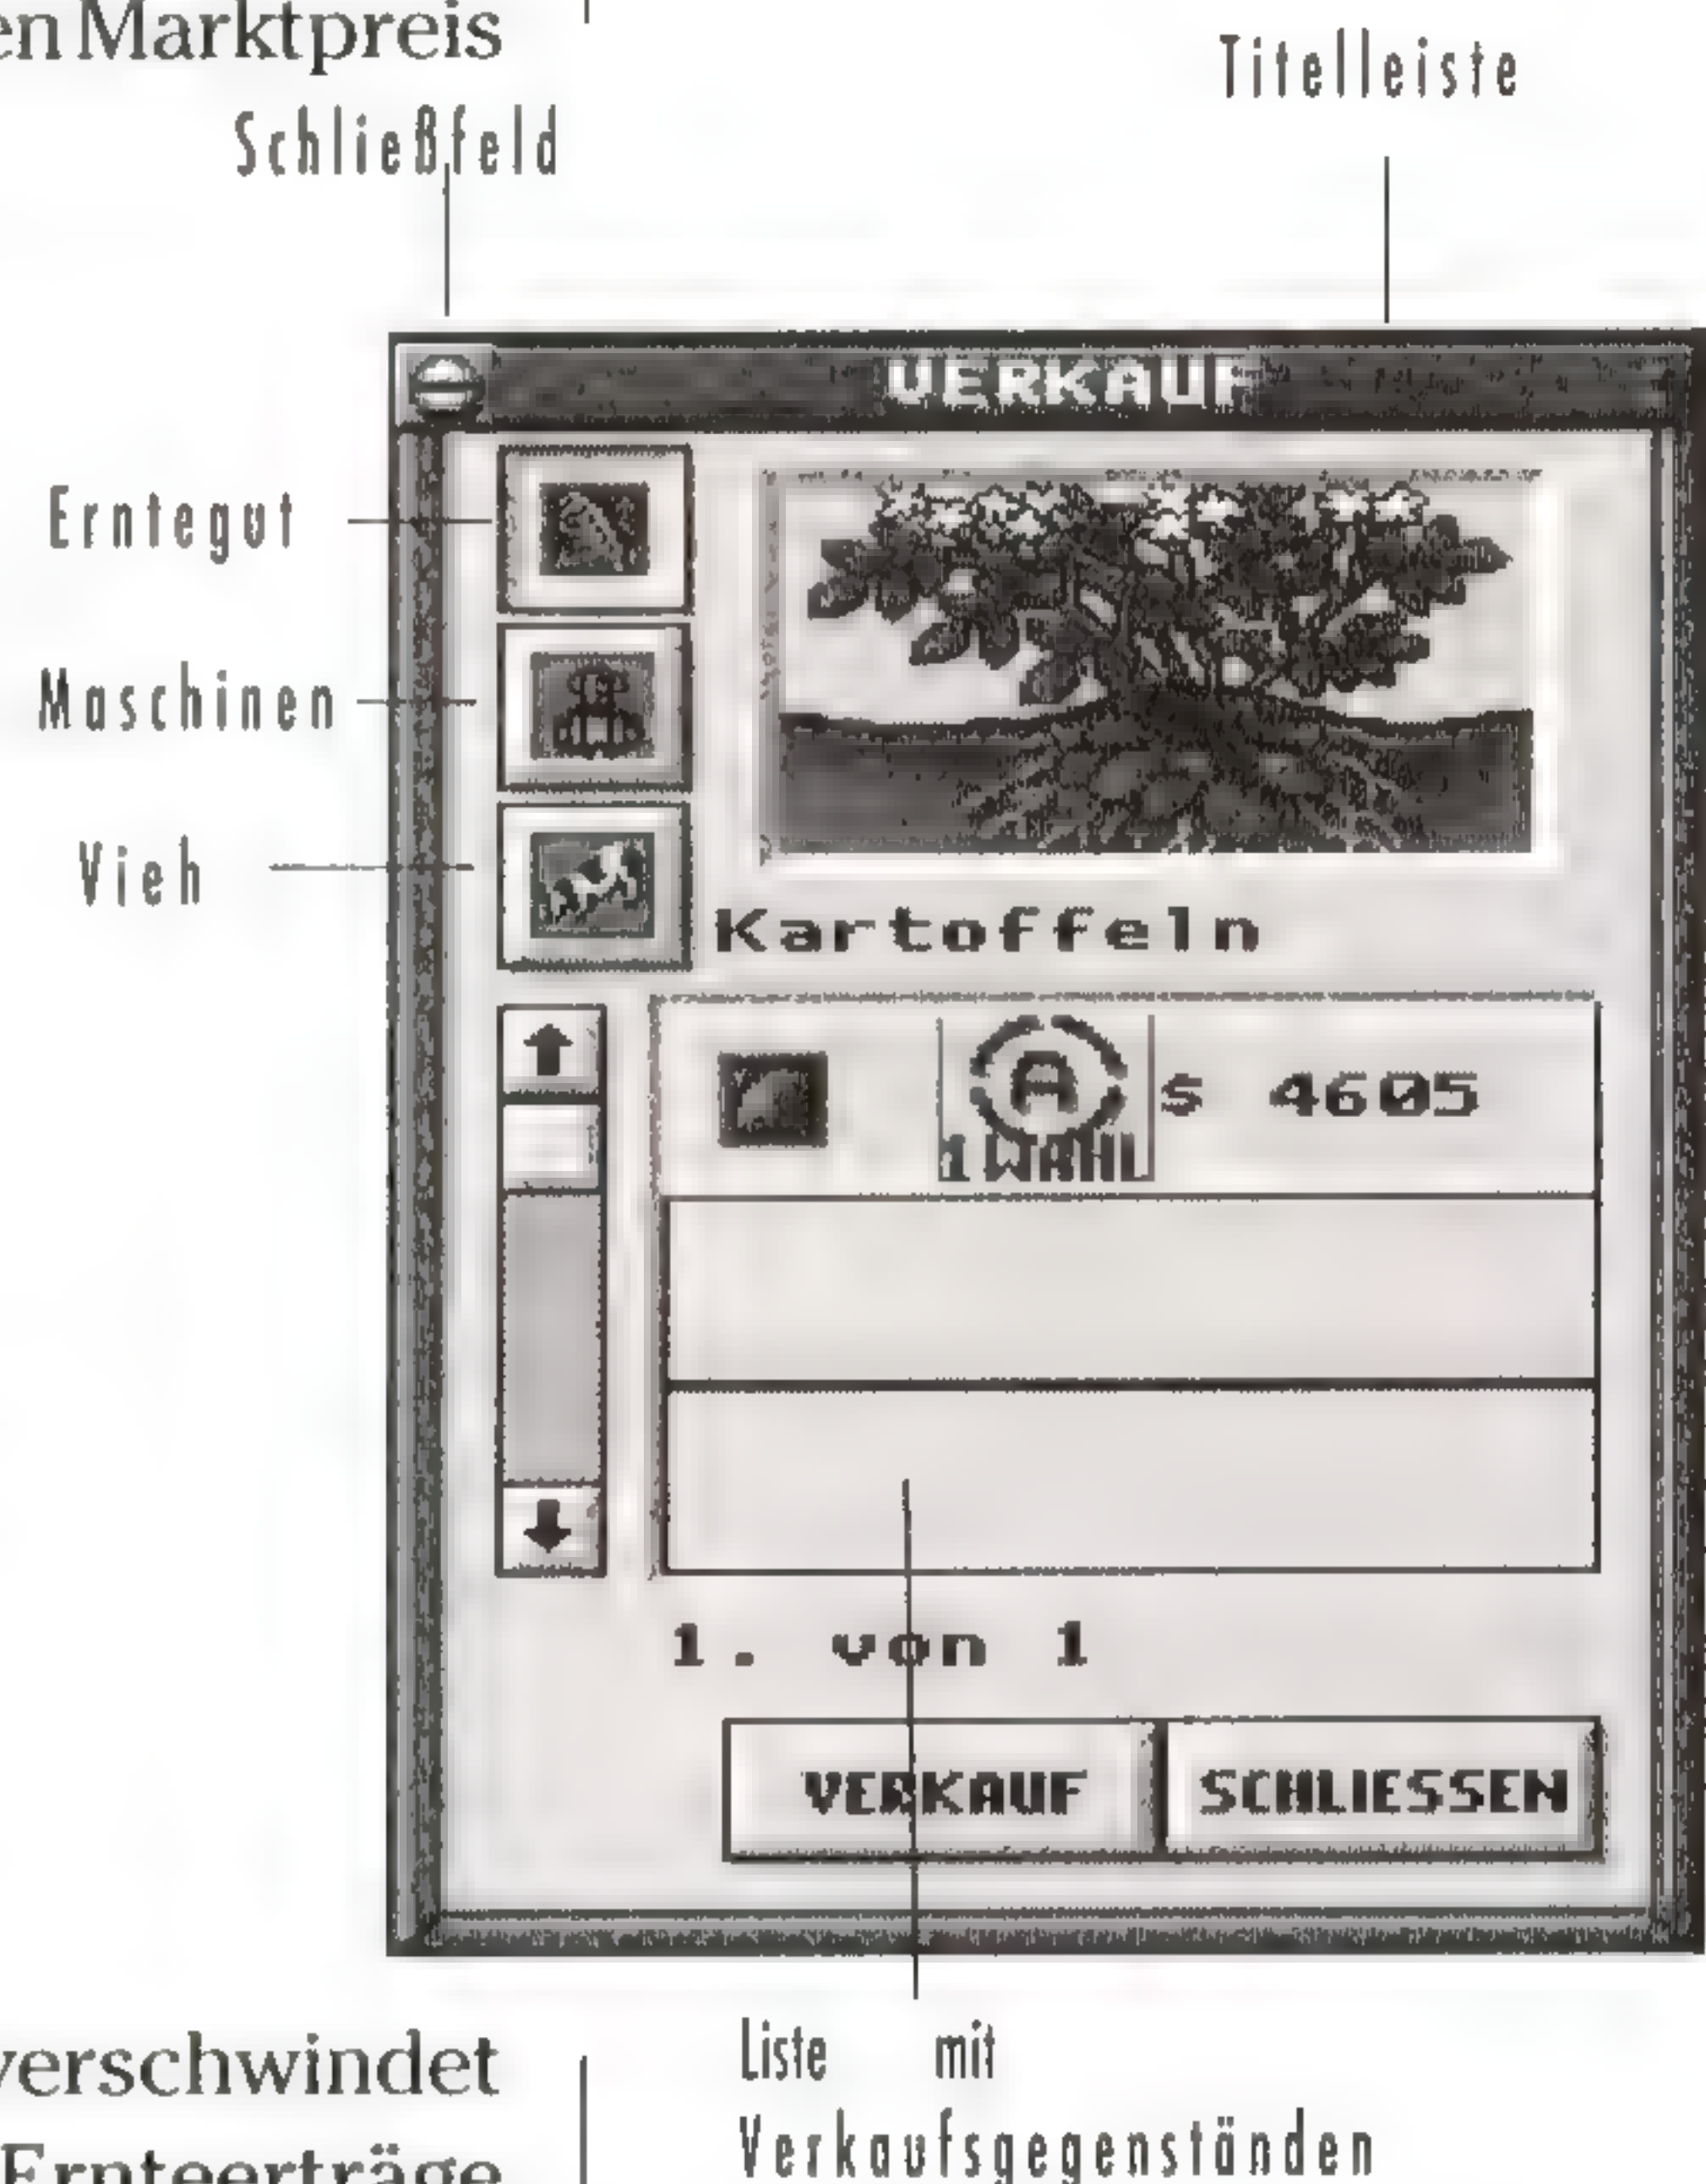 en Marktpreis
Schließfeld
Titelleiste
VERKAUF
Erntegut
Maschinen
Vieh
Kartoffeln
A
1 WAHL
$ 4605
1. von 1
VERKAUF
SCHLIESSEN
verschwindet
Ernteerträge
Liste mit
Verkaufsgegenständen